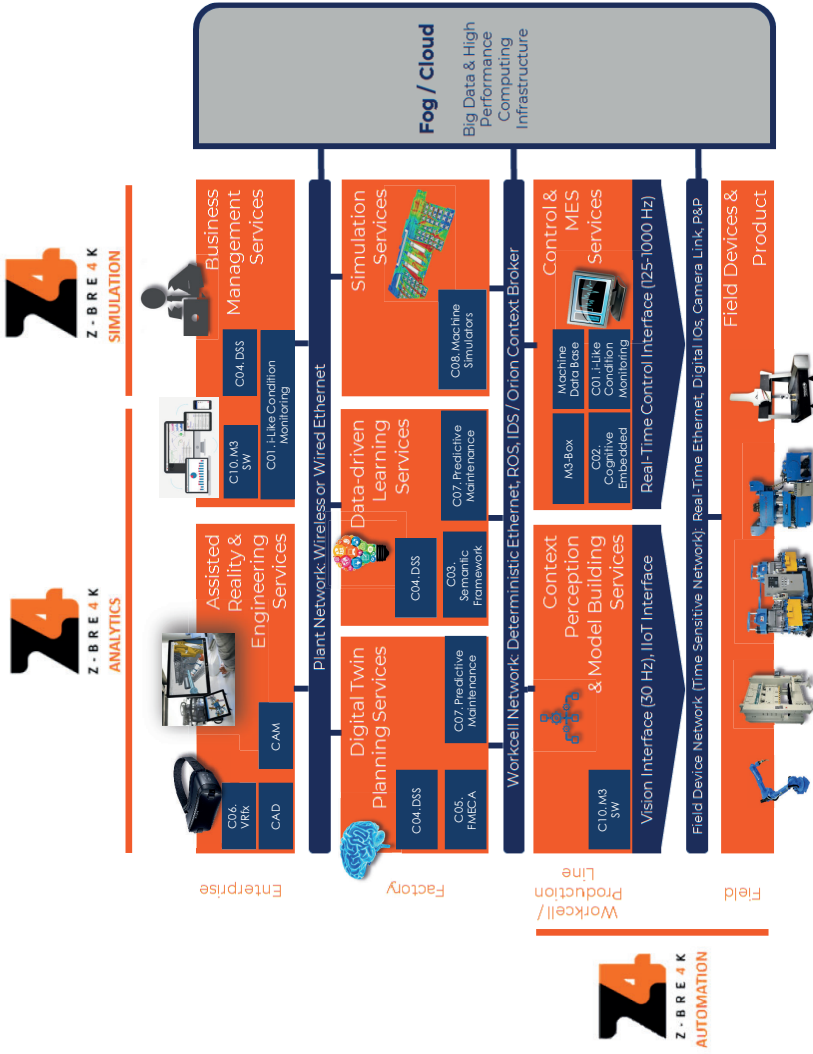 Z-BRE4K
ANALYTICS
Z-BRE4K
SIMULATION
Enterprise
Assisted
Reality &
Engineering
Services
C06.
VRfx
CAD
CAM
Business
Management
Services
C10. M3
SW
C04. DSS
C01. i-Like Condition
Monitoring
Plant Network: Wireless or Wired Ethernet
Factory
Digital Twin
Planning Services
C04. DSS
C05.
FMECA
C07. Predictive
Maintenance
Data-driven
Learning
Services
C04. DSS
C03.
Semantic
Framework
C07. Predictive
Maintenance
Simulation
Services
C08. Machine
Simulators
Workcell Network: Deterministic Ethernet, ROS, IDS / Orion Context Broker
Workcell/
Production
Line
Context
Perception
& Model Building
Services
C10. M3
SW
Vision Interface (30 Hz), IIoT Interface
Control &
MES
Services
M3-Box
Machine
Data Base
C02.
Cognitive
Embedded
C01. i-Like
Condition
Monitoring
Real-Time Control Interface (125-1000 Hz)
Field Device Network (Time Sensitive Network): Real-Time Ethernet, Digital IOs, Camera Link, P&P
Field
Field Devices &
Product
Fog / Cloud
Big Data & High
Performance
Computing
Infrastructure
Z-BRE4K
AUTOMATION